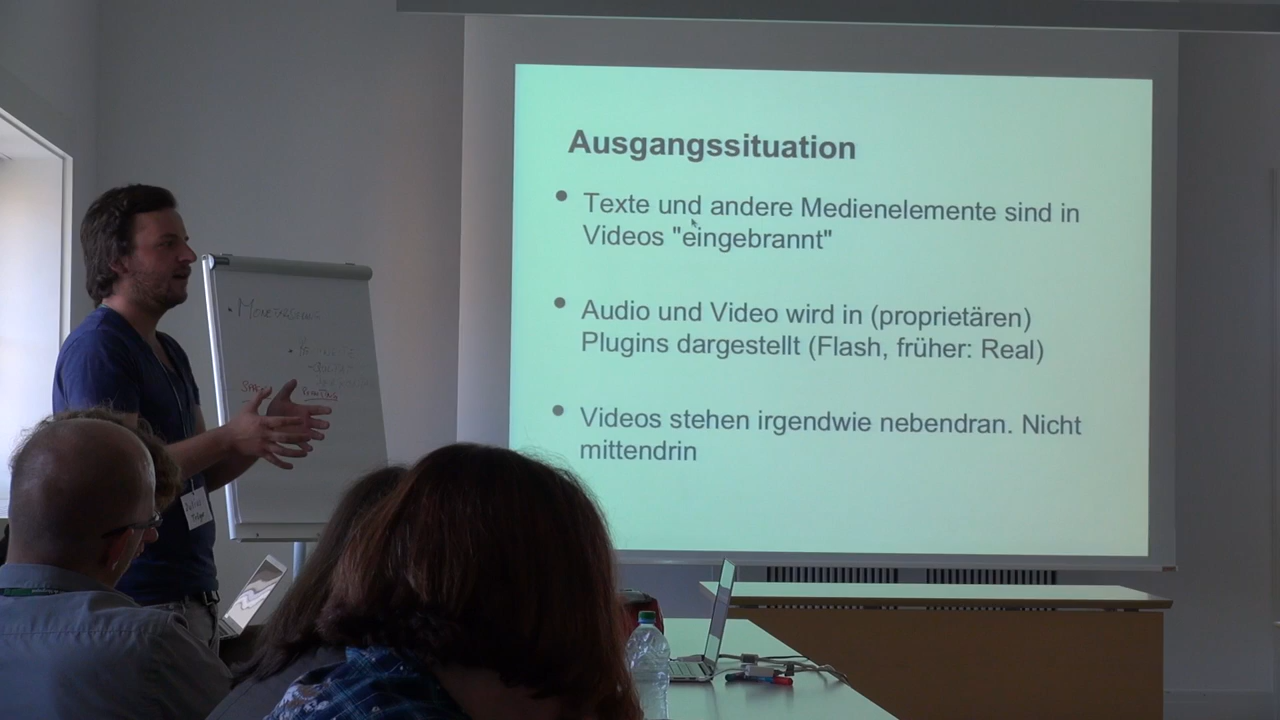 Ausgangssituation
• Texte und andere Medienelemente sind in
Videos "eingebrannt"
• Audio und Video wird in (proprietären)
Plugins dargestellt (Flash, früher: Real)
• Videos stehen irgendwie nebendran. Nicht
mittendrin